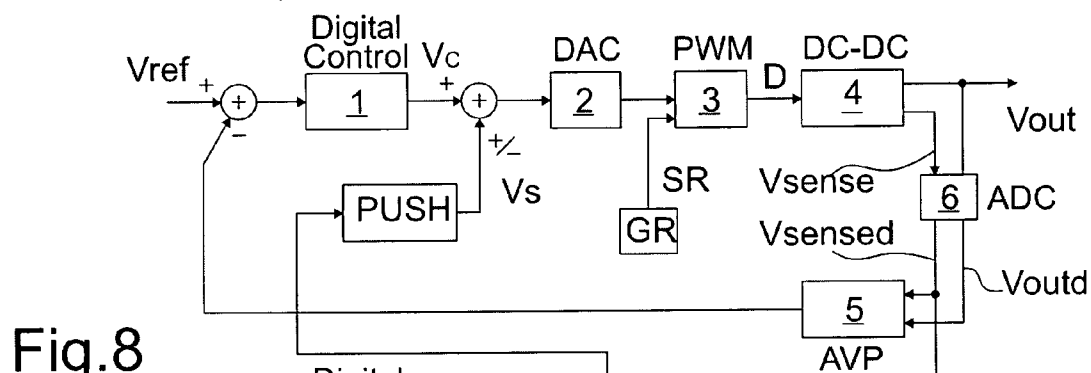 Digital
Control
Vref
+
+
−
1
Vc
+
+
+/−
Vs
DAC
2
PWM
3
D
DC-DC
4
Vout
PUSH
SR
GR
Vsense
6
ADC
Vsensed
Voutd
5
AVP
Fig.8